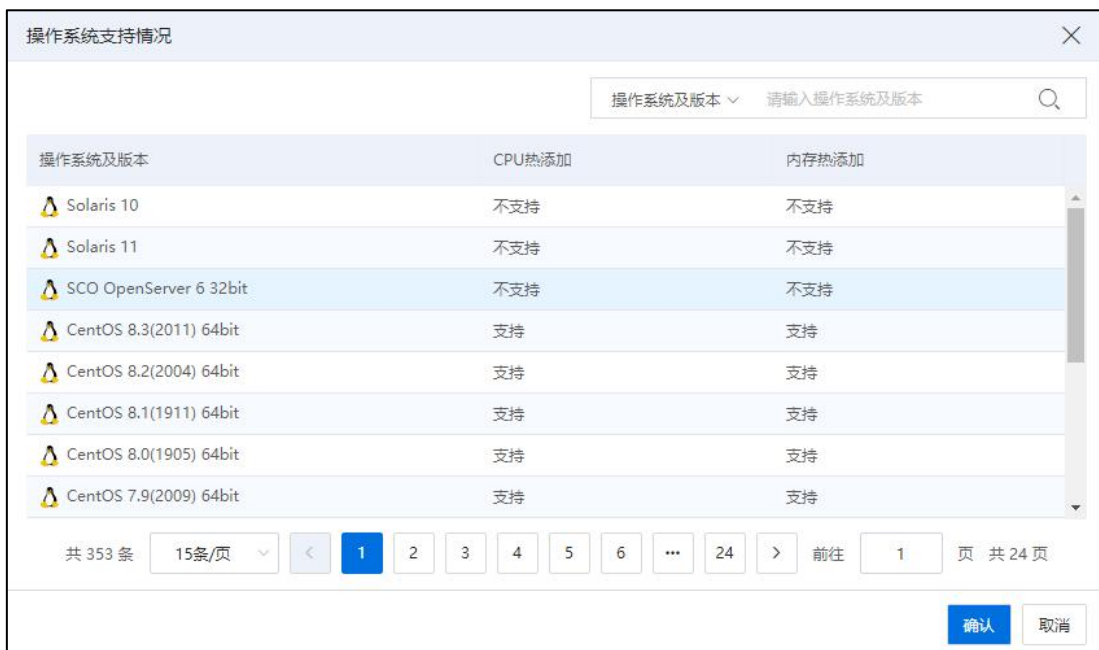 操作系统支持情况
操作系统及版本 请输入操作系统及版本
操作系统及版本 CPU热添加 内存热添加
Solaris 10 不支持 不支持
Solaris 11 不支持 不支持
SCO OpenServer 6 32bit 不支持 不支持
CentOS 8.3(2011) 64bit 支持 支持
CentOS 8.2(2004) 64bit 支持 支持
CentOS 8.1(1911) 64bit 支持 支持
CentOS 8.0(1905) 64bit 支持 支持
CentOS 7.9(2009) 64bit 支持 支持
共 353 条 15条/页 < 1 2 3 4 5 6 ··· 24 > 前往 1 页 共 24 页
确认 取消